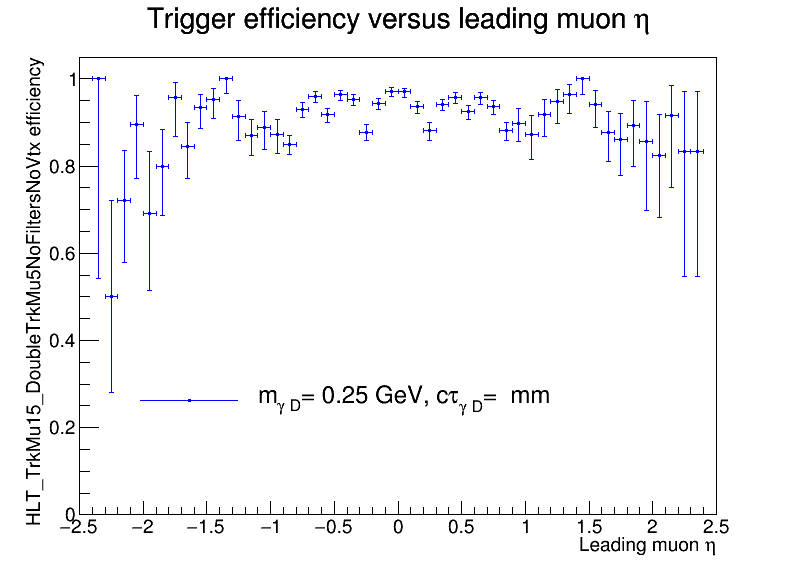 Trigger efficiency versus leading muon η
HLT_TrkMu15_DoubleTrkMu5NoFiltersNoVtx efficiency
1
0.8
0.6
0.4
0.2
0
m_γ D= 0.25 GeV, cτ_γ D= mm
−2.5 −2 −1.5 −1 −0.5 0 0.5 1 1.5 2 2.5
Leading muon η